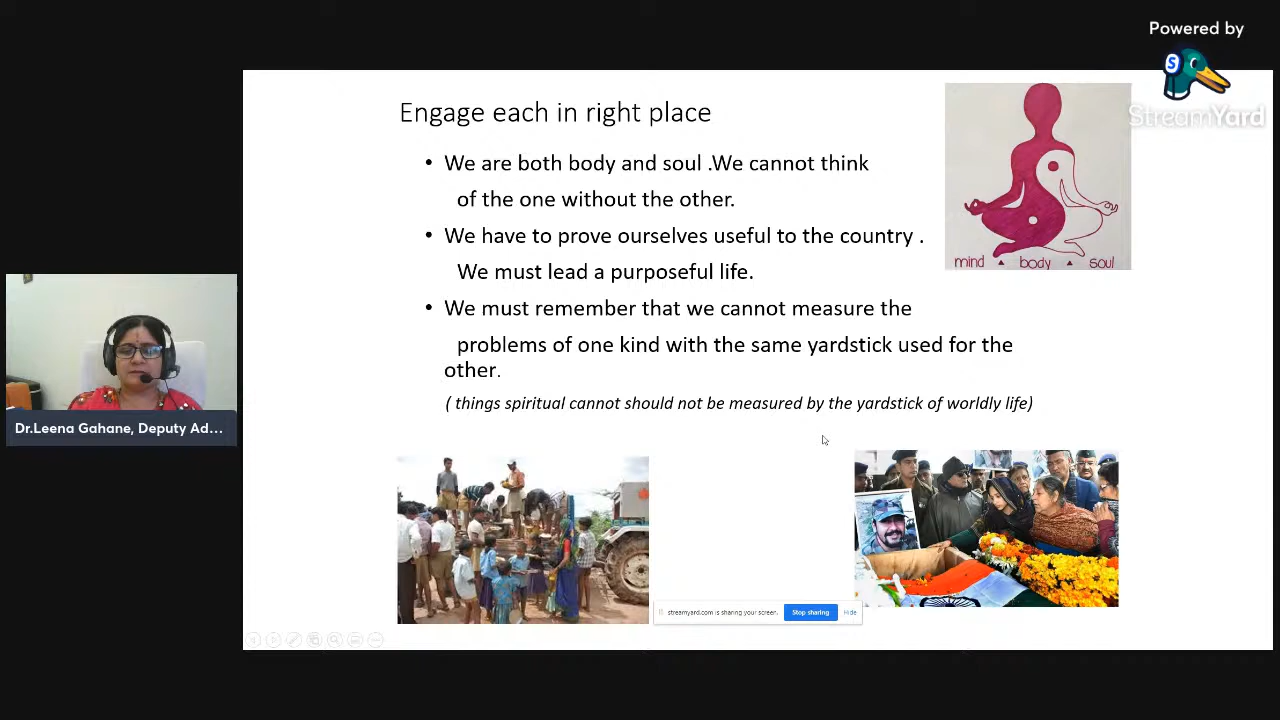 Powered by
StreamYard
Engage each in right place
• We are both body and soul .We cannot think
of the one without the other.
• We have to prove ourselves useful to the country .
We must lead a purposeful life.
• We must remember that we cannot measure the
problems of one kind with the same yardstick used for the
other.
( things spiritual cannot should not be measured by the yardstick of worldly life)
mind ▲ body ▲ soul
Dr.Leena Gahane, Deputy Ad...
streamyard.com is sharing your screen.
Stop sharing
Hide